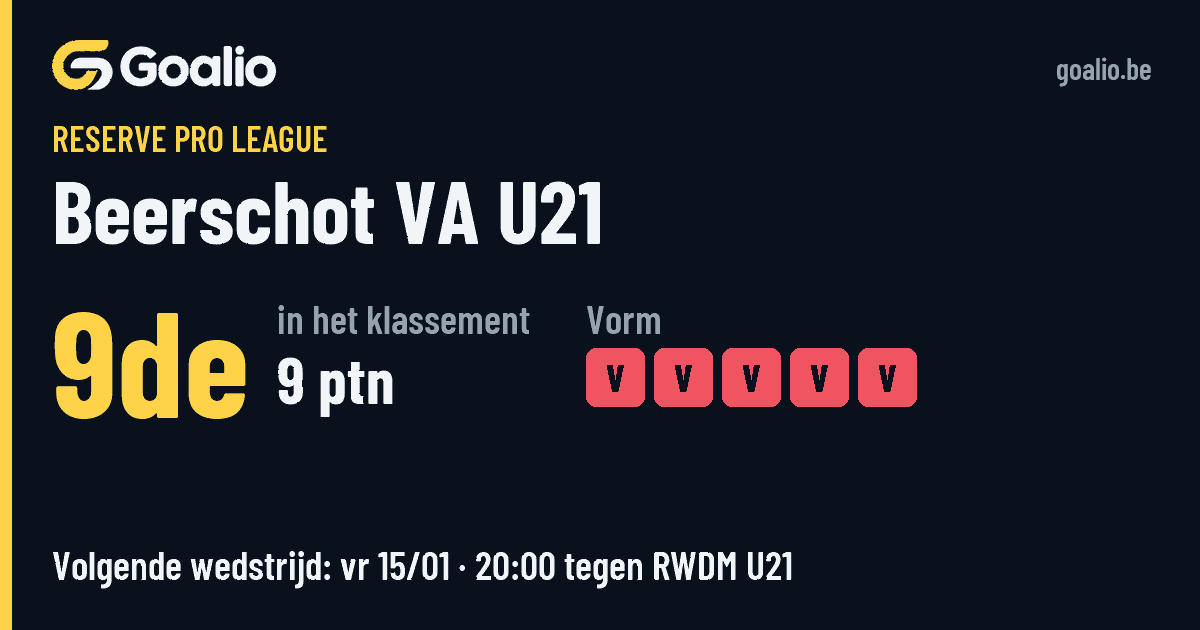 Goalio
goalio.be
RESERVE PRO LEAGUE
Beerschot VA U21
9de
in het klassement
9 ptn
Vorm
V V V V V
Volgende wedstrijd: vr 15/01 · 20:00 tegen RWDM U21